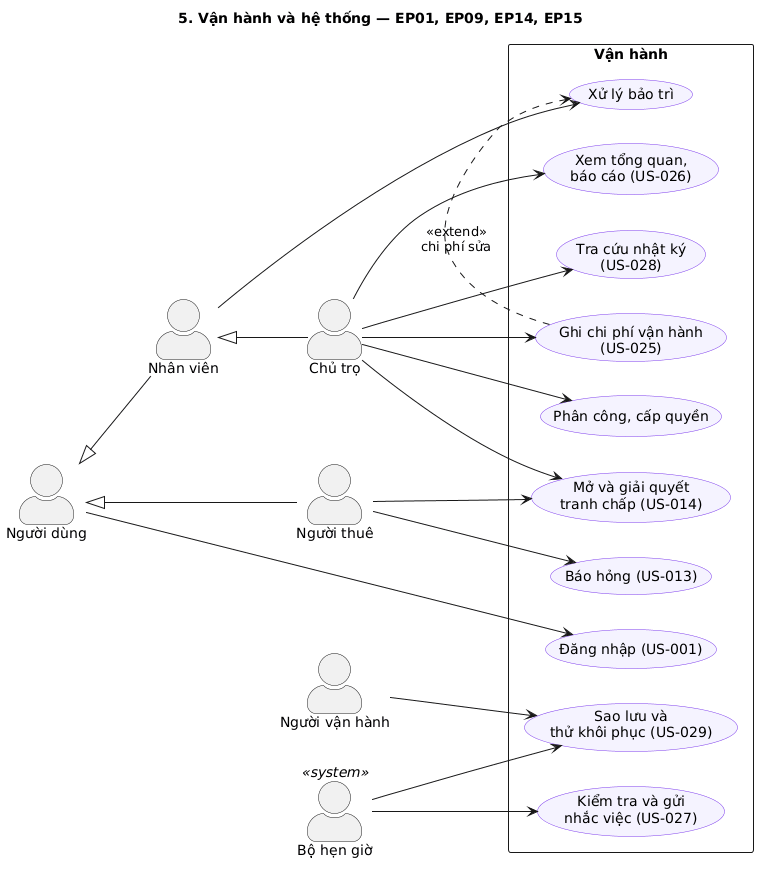 5. Vận hành và hệ thống — EP01, EP09, EP14, EP15
Vận hành
Xử lý bảo trì
Xem tổng quan,
báo cáo (US-026)
«extend»
chi phí sửa
Tra cứu nhật ký
(US-028)
Ghi chi phí vận hành
(US-025)
Nhân viên
Chủ trọ
Phân công, cấp quyền
Mở và giải quyết
tranh chấp (US-014)
Người dùng
Người thuê
Báo hỏng (US-013)
Đăng nhập (US-001)
Người vận hành
Sao lưu và
thử khôi phục (US-029)
«system»
Bộ hẹn giờ
Kiểm tra và gửi
nhắc việc (US-027)